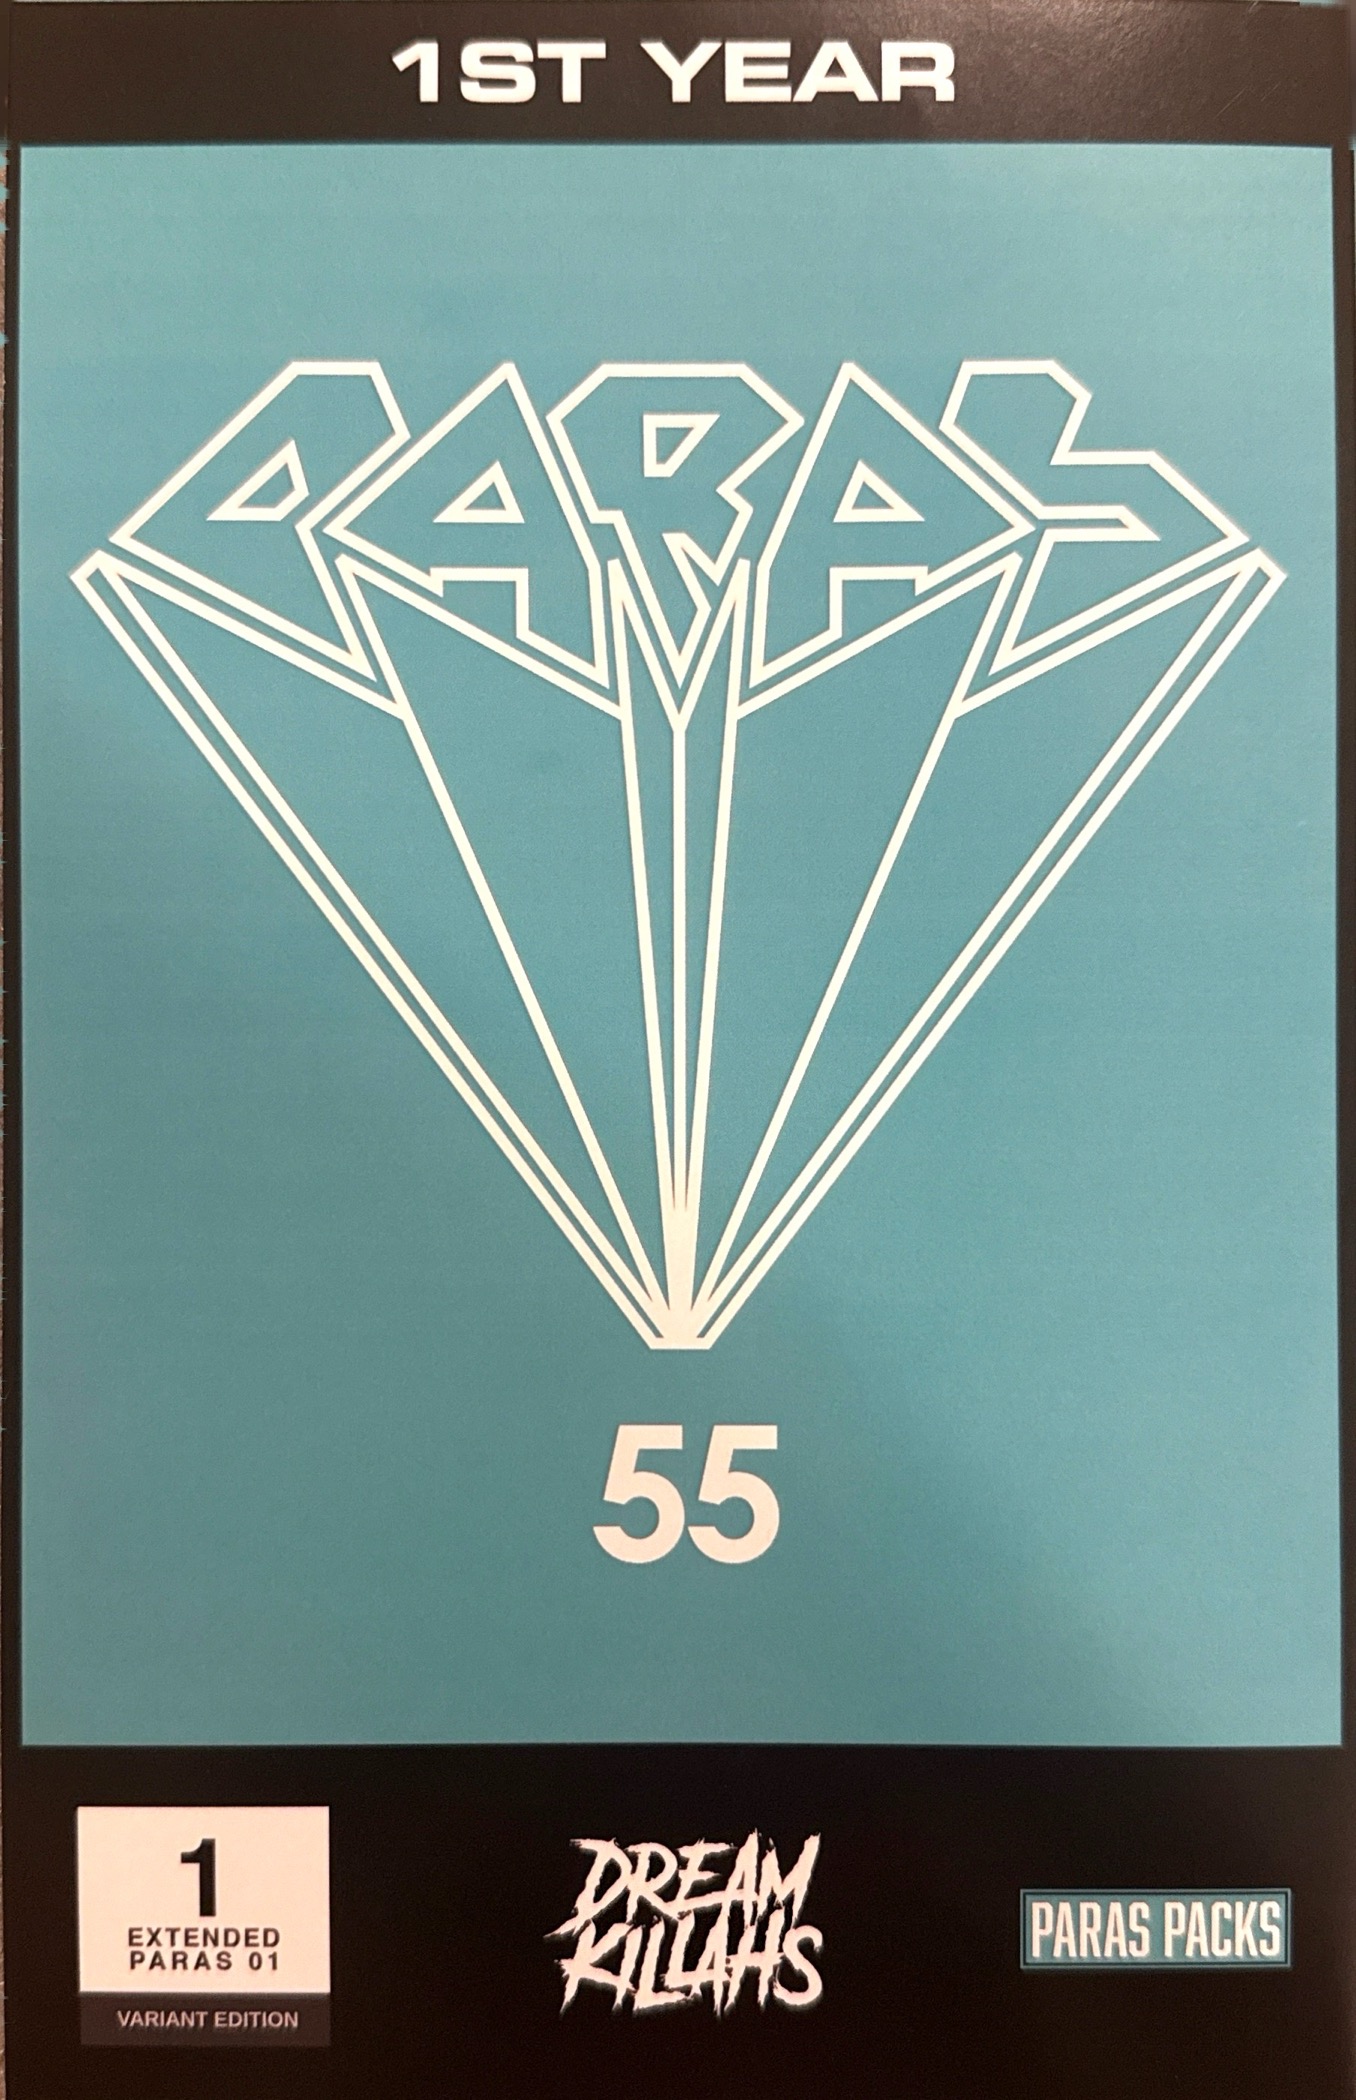 1ST YEAR
PARAS
55
1
EXTENDED
PARAS 01
VARIANT EDITION
DREAM
KILLAHS
PARAS PACKS